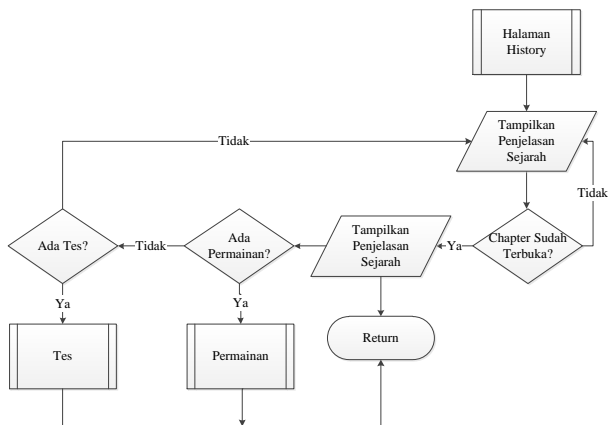 Halaman
History
Tampilkan
Penjelasan
Sejarah
Tidak
Tidak
Chapter Sudah
Terbuka?
Ya
Tampilkan
Penjelasan
Sejarah
Ada
Permainan?
Tidak
Ada Tes?
Ya
Ya
Tes
Permainan
Return